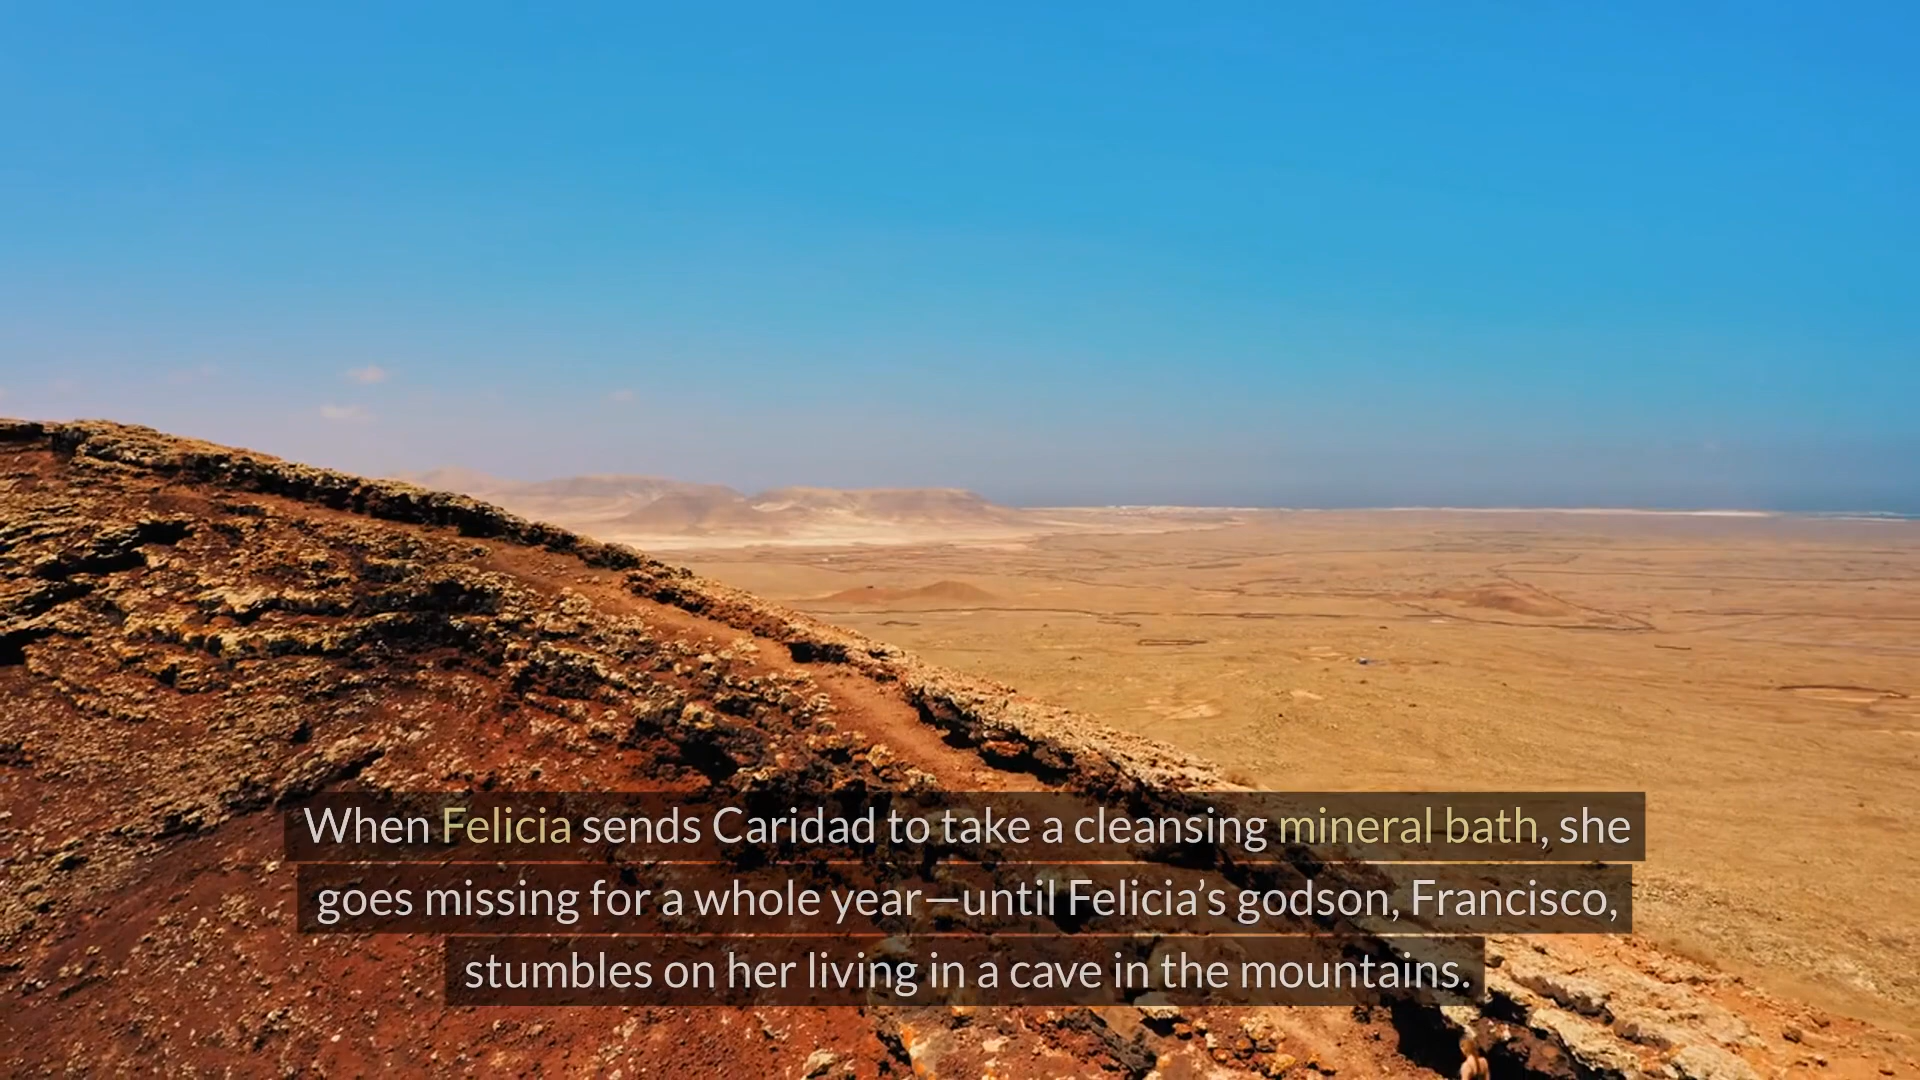 When Felicia sends Caridad to take a cleansing mineral bath, she
goes missing for a whole year—until Felicia’s godson, Francisco,
stumbles on her living in a cave in the mountains.